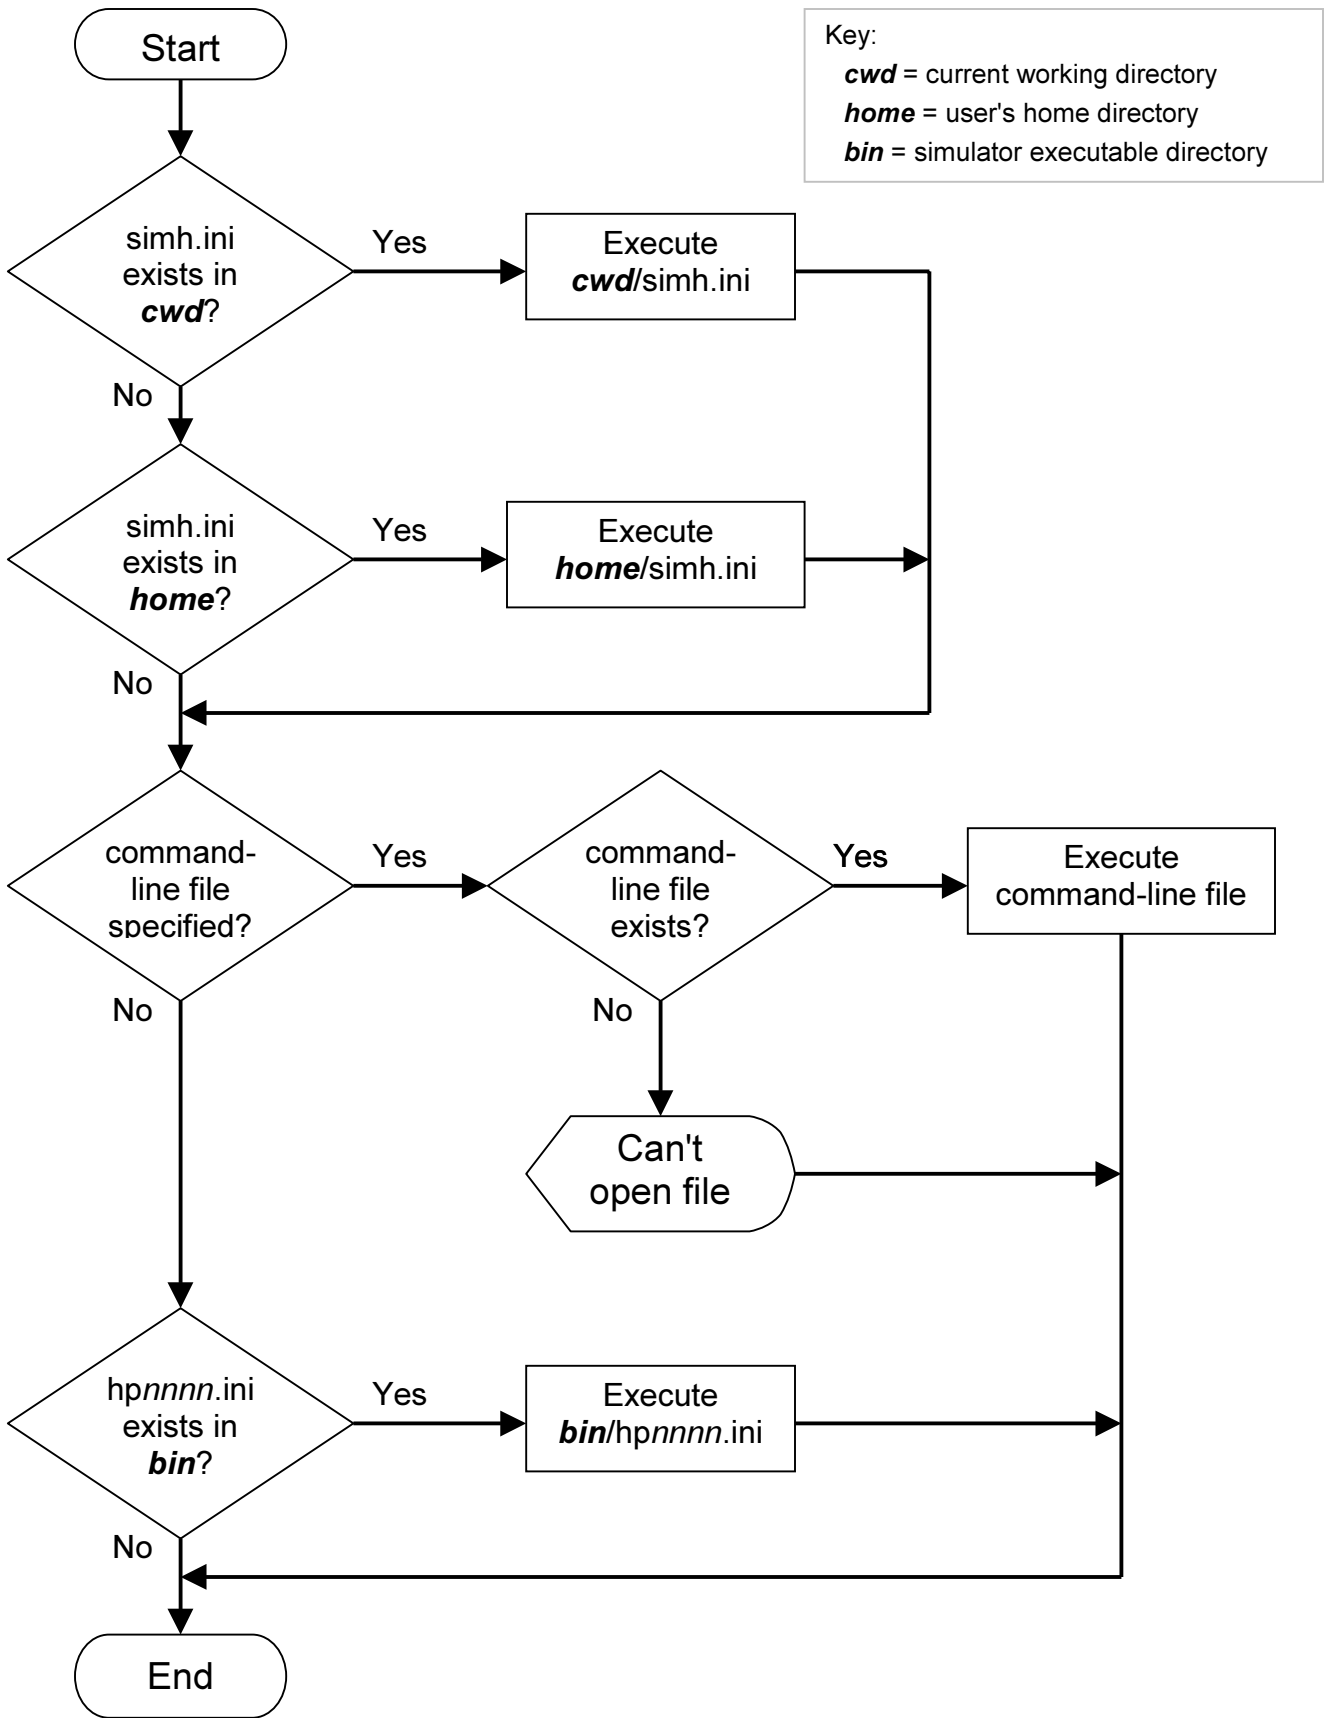 Start
Key:
cwd = current working directory
home = user's home directory
bin = simulator executable directory
simh.ini
exists in
cwd?
Yes
Execute
cwd/simh.ini
No
simh.ini
exists in
home?
Yes
Execute
home/simh.ini
No
command-
line file
specified?
Yes
command-
line file
exists?
Yes
Execute
command-line file
No
No
Can't
open file
hpnnnn.ini
exists in
bin?
Yes
Execute
bin/hpnnnn.ini
No
End